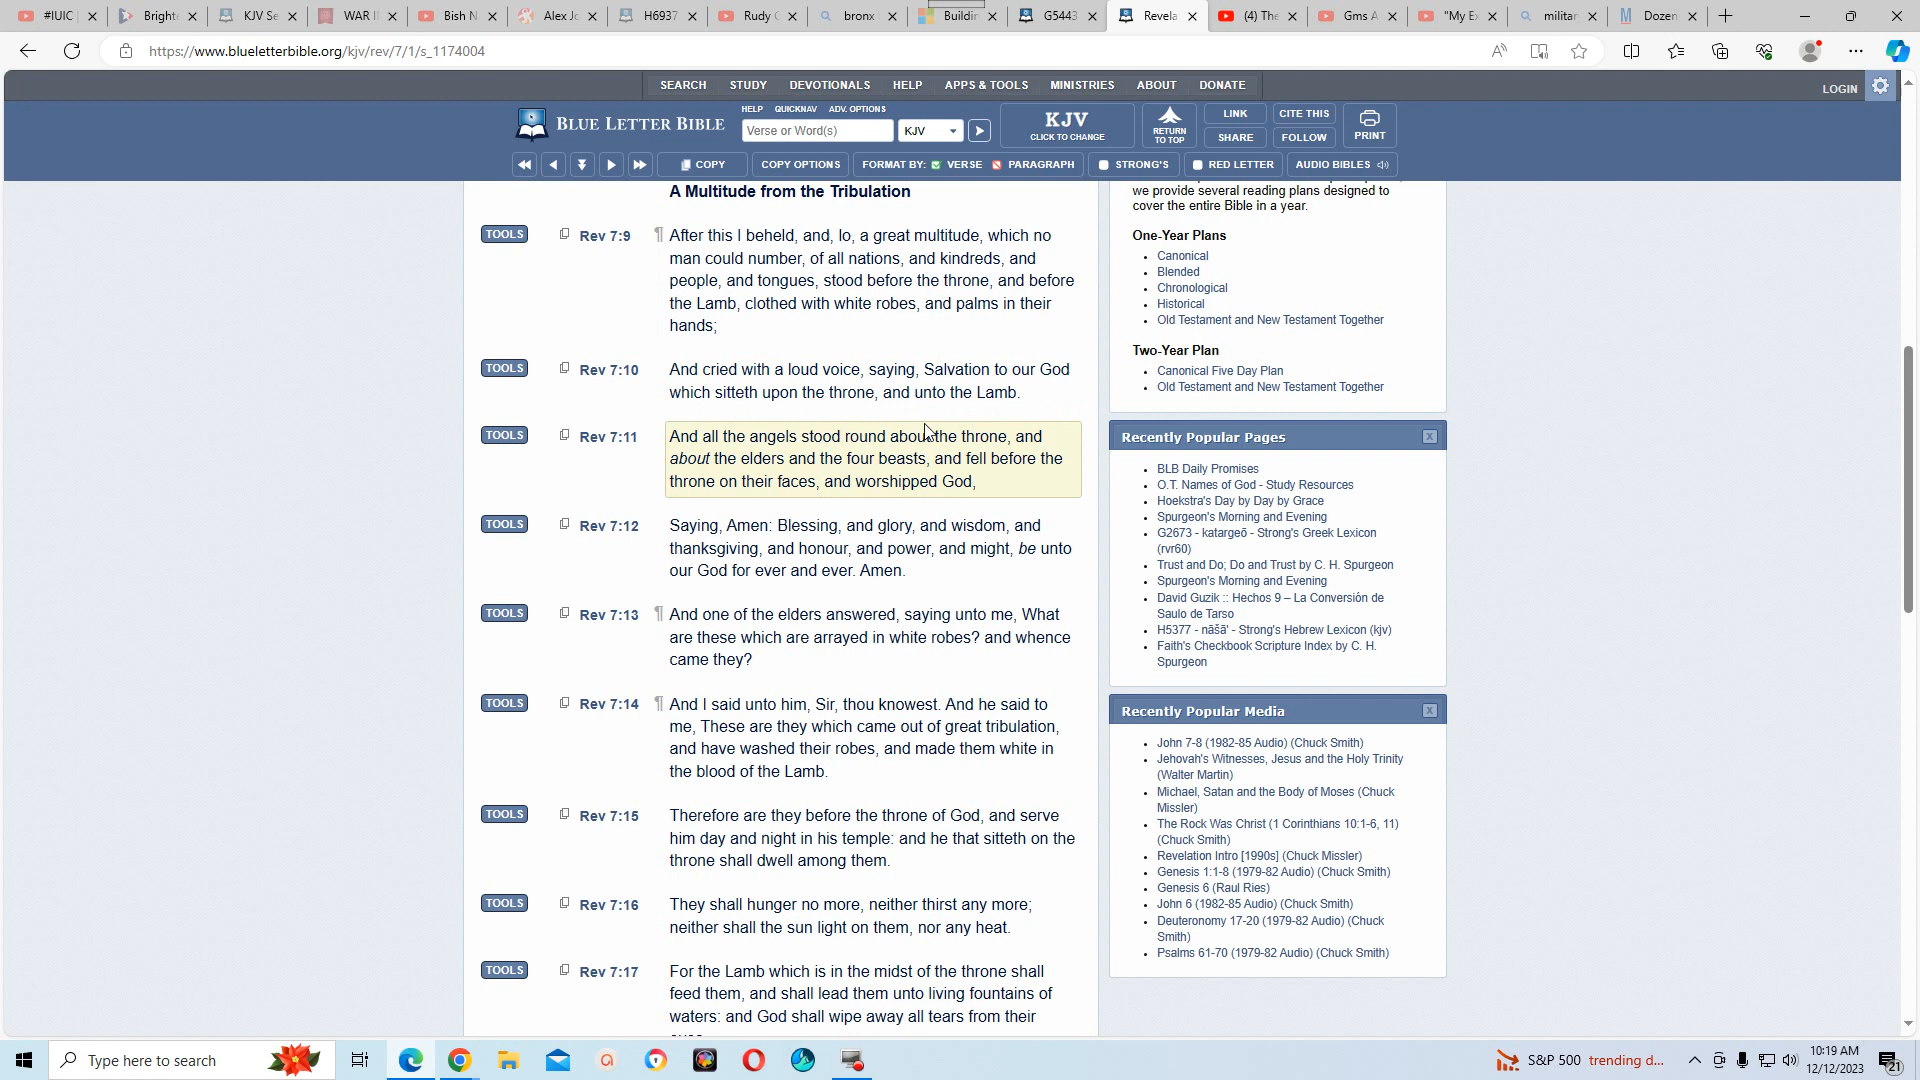 #IUIC
Bright
KJV Se
WAR I
Bish N
Alex Jo
H6937
Rudy G
bronx
Buildin
G5443
Revela
(4) The
Gms A
"My E
militar
Dozen
https://www.blueletterbible.org/kjv/rev/7/1/s_1174004
SEARCH STUDY DEVOTIONALS HELP APPS & TOOLS MINISTRIES ABOUT DONATE
LOGIN
HELP QUICKNAV ADV. OPTIONS
BLUE LETTER BIBLE
Verse or Word(s)
KJV
KJV
CLICK TO CHANGE
RETURN
TO TOP
LINK
CITE THIS
SHARE
FOLLOW
PRINT
COPY
COPY OPTIONS
FORMAT BY: VERSE PARAGRAPH
STRONG'S
RED LETTER
AUDIO BIBLES
A Multitude from the Tribulation
TOOLS Rev 7:9 ¶ After this I beheld, and, lo, a great multitude, which no
man could number, of all nations, and kindreds, and
people, and tongues, stood before the throne, and before
the Lamb, clothed with white robes, and palms in their
hands;
TOOLS Rev 7:10 And cried with a loud voice, saying, Salvation to our God
which sitteth upon the throne, and unto the Lamb.
TOOLS Rev 7:11 And all the angels stood round about the throne, and
about the elders and the four beasts, and fell before the
throne on their faces, and worshipped God,
TOOLS Rev 7:12 Saying, Amen: Blessing, and glory, and wisdom, and
thanksgiving, and honour, and power, and might, be unto
our God for ever and ever. Amen.
TOOLS Rev 7:13 ¶ And one of the elders answered, saying unto me, What
are these which are arrayed in white robes? and whence
came they?
TOOLS Rev 7:14 ¶ And I said unto him, Sir, thou knowest. And he said to
me, These are they which came out of great tribulation,
and have washed their robes, and made them white in
the blood of the Lamb.
TOOLS Rev 7:15 Therefore are they before the throne of God, and serve
him day and night in his temple: and he that sitteth on the
throne shall dwell among them.
TOOLS Rev 7:16 They shall hunger no more, neither thirst any more;
neither shall the sun light on them, nor any heat.
TOOLS Rev 7:17 For the Lamb which is in the midst of the throne shall
feed them, and shall lead them unto living fountains of
waters: and God shall wipe away all tears from their
we provide several reading plans designed to
cover the entire Bible in a year.
One-Year Plans
Canonical
Blended
Chronological
Historical
Old Testament and New Testament Together
Two-Year Plan
Canonical Five Day Plan
Old Testament and New Testament Together
Recently Popular Pages
BLB Daily Promises
O.T. Names of God - Study Resources
Hoekstra's Day by Day by Grace
Spurgeon's Morning and Evening
G2673 - katargeō - Strong's Greek Lexicon
(rvr60)
Trust and Do; Do and Trust by C. H. Spurgeon
Spurgeon's Morning and Evening
David Guzik :: Hechos 9 – La Conversión de
Saulo de Tarso
H5377 - nāšā' - Strong's Hebrew Lexicon (kjv)
Faith's Checkbook Scripture Index by C. H.
Spurgeon
Recently Popular Media
John 7-8 (1982-85 Audio) (Chuck Smith)
Jehovah's Witnesses, Jesus and the Holy Trinity
(Walter Martin)
Michael, Satan and the Body of Moses (Chuck
Missler)
The Rock Was Christ (1 Corinthians 10:1-6, 11)
(Chuck Smith)
Revelation Intro [1990s] (Chuck Missler)
Genesis 1:1-8 (1979-82 Audio) (Chuck Smith)
Genesis 6 (Raul Ries)
John 6 (1982-85 Audio) (Chuck Smith)
Deuteronomy 17-20 (1979-82 Audio) (Chuck
Smith)
Psalms 61-70 (1979-82 Audio) (Chuck Smith)
Type here to search
S&P 500 trending d...
10:19 AM
12/12/2023
21